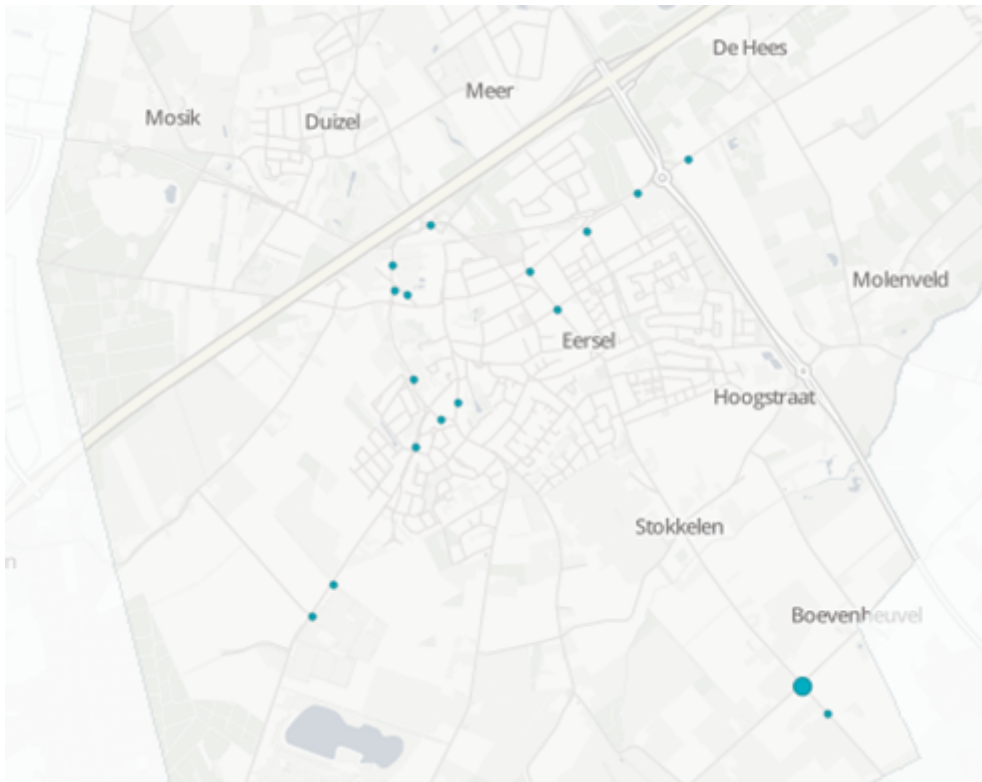 De Hees
Meer
Mosik
Duizel
Molenveld
Eersel
Hoogstraat
Stokkelen
n
Boevenheuvel